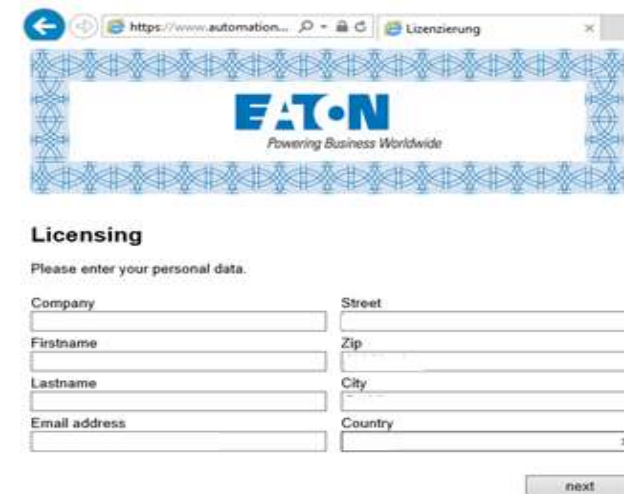 https://www.automation... Lizenzierung
EATON
Powering Business Worldwide
Licensing
Please enter your personal data.
Company Street
Firstname Zip
Lastname City
Email address Country
next